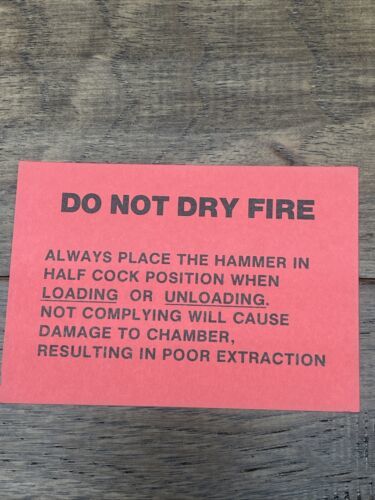 DO NOT DRY FIRE
ALWAYS PLACE THE HAMMER IN
HALF COCK POSITION WHEN
LOADING OR UNLOADING.
NOT COMPLYING WILL CAUSE
DAMAGE TO CHAMBER,
RESULTING IN POOR EXTRACTION